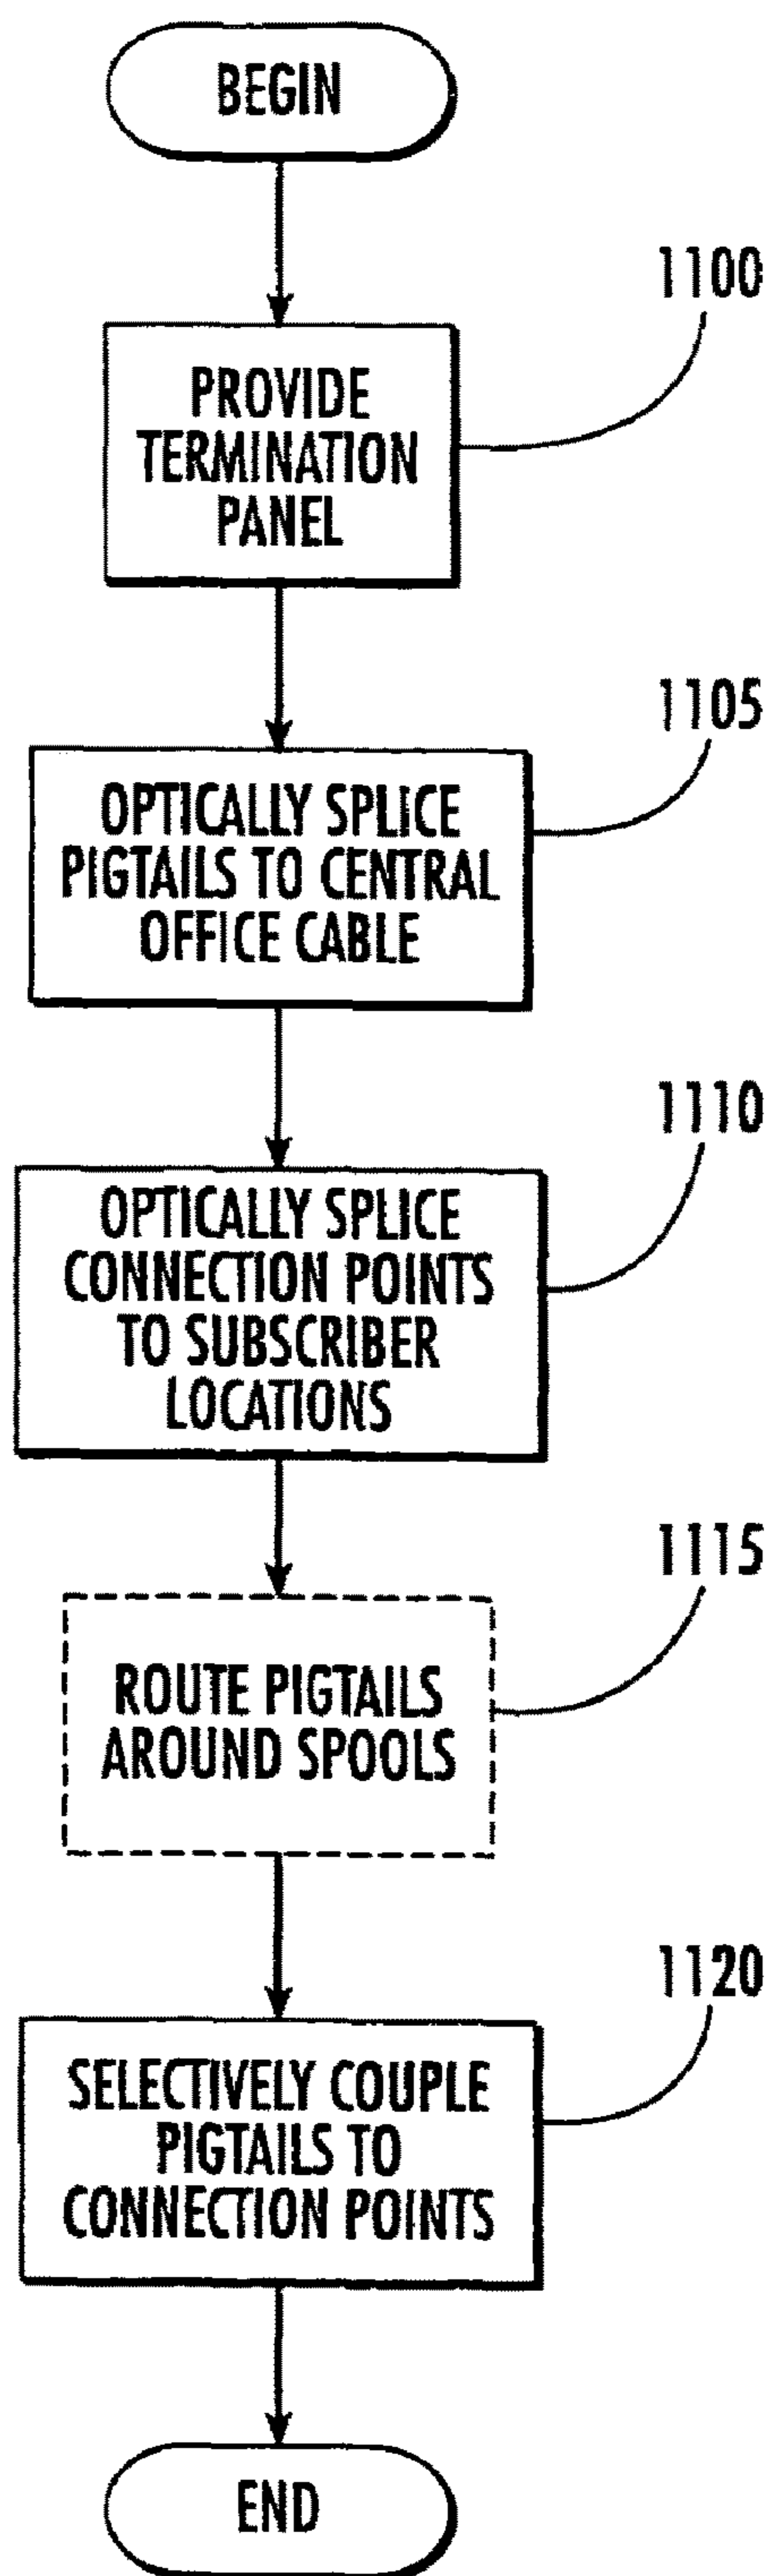 BEGIN
1100
PROVIDE
TERMINATION
PANEL
1105
OPTICALLY SPLICE
PIGTAILS TO CENTRAL
OFFICE CABLE
1110
OPTICALLY SPLICE
CONNECTION POINTS
TO SUBSCRIBER
LOCATIONS
1115
ROUTE PIGTAILS
AROUND SPOOLS
1120
SELECTIVELY COUPLE
PIGTAILS TO
CONNECTION POINTS
END